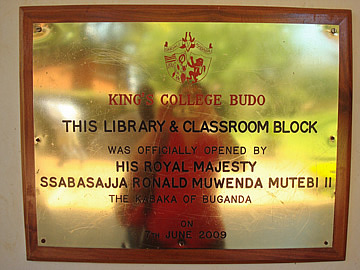 KING'S COLLEGE BUDO
THIS LIBRARY & CLASSROOM BLOCK
WAS OFFICIALLY OPENED BY
HIS ROYAL MAJESTY
SSABASAJJA RONALD MUWENDA MUTEBI II
THE KABAKA OF BUGANDA
ON
7TH JUNE 2009